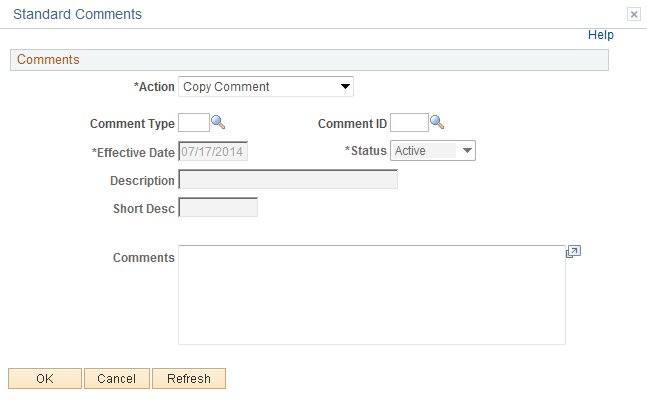 Standard Comments
Help
Comments
*Action Copy Comment
Comment Type Comment ID
*Effective Date 07/17/2014 *Status Active
Description
Short Desc
Comments
OK Cancel Refresh